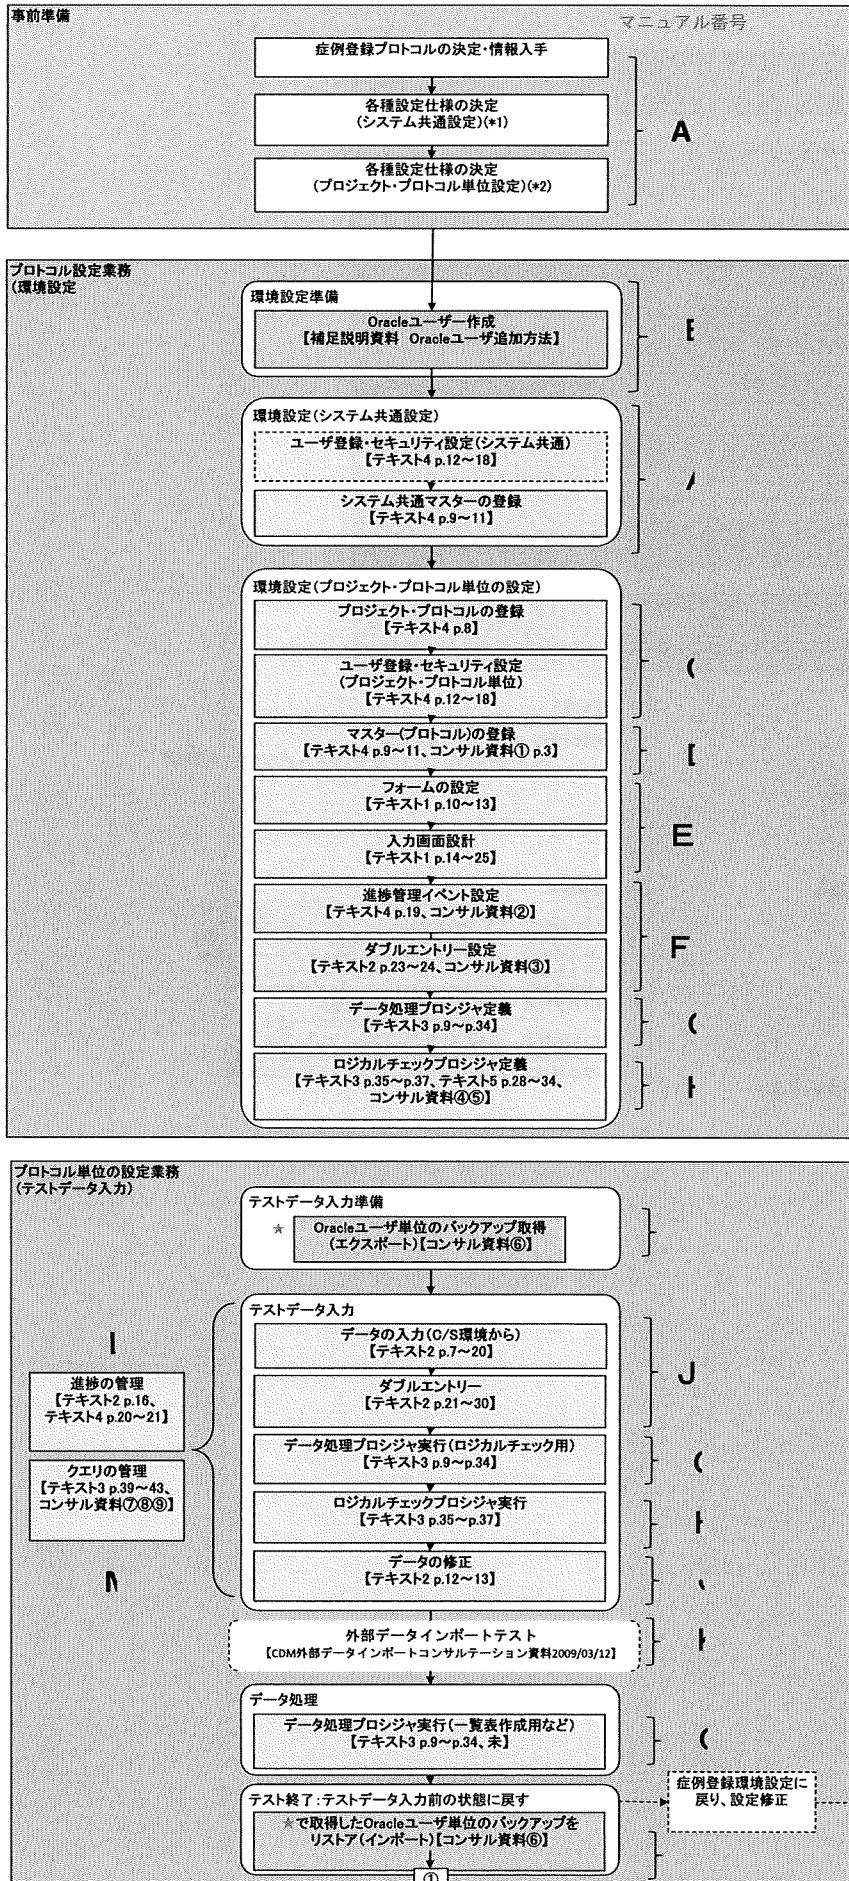 事前準備
マニュアル番号
症例登録プロトコルの決定・情報入手
各種設定仕様の決定
(システム共通設定)(*1)
各種設定仕様の決定
(プロジェクト・プロトコル単位設定)(*2)
A
プロトコル設定業務
(環境設定
環境設定準備
Oracleユーザー作成
【補足説明資料 Oracleユーザ追加方法】
環境設定(システム共通設定)
ユーザ登録・セキュリティ設定(システム共通)
【テキスト4 p.12～18】
システム共通マスターの登録
【テキスト4 p.9～11】
環境設定(プロジェクト・プロトコル単位の設定)
プロジェクト・プロトコルの登録
【テキスト4 p.8】
ユーザ登録・セキュリティ設定
(プロジェクト・プロトコル単位)
【テキスト4 p.12～18】
マスター(プロトコル)の登録
【テキスト4 p.9～11、コンサル資料① p.3】
フォームの設定
【テキスト1 p.10～13】
入力画面設計
【テキスト1 p.14～25】
E
進捗管理イベント設定
【テキスト4 p.19、コンサル資料②】
ダブルエントリー設定
【テキスト2 p.23～24、コンサル資料③】
F
データ処理プロシジャ定義
【テキスト3 p.9～p.34】
ロジカルチェックプロシジャ定義
【テキスト3 p.35～p.37、テキスト5 p.28～34、
コンサル資料④⑤】
プロトコル単位の設定業務
(テストデータ入力)
テストデータ入力準備
★ Oracleユーザ単位のバックアップ取得
(エクスポート)【コンサル資料⑥】
テストデータ入力
データの入力(C/S環境から)
【テキスト2 p.7～20】
ダブルエントリー
【テキスト2 p.21～30】
J
進捗の管理
【テキスト2 p.16、
テキスト4 p.20～21】
クエリの管理
【テキスト3 p.39～43、
コンサル資料⑦⑧⑨】
データ処理プロシジャ実行(ロジカルチェック用)
【テキスト3 p.9～p.34】
ロジカルチェックプロシジャ実行
【テキスト3 p.35～p.37】
データの修正
【テキスト2 p.12～13】
外部データインポートテスト
【CDM外部データインポートコンサルテーション資料2009/03/12】
データ処理
データ処理プロシジャ実行(一覧表作成用など)
【テキスト3 p.9～p.34、未】
テスト終了:テストデータ入力前の状態に戻す
★で取得したOracleユーザ単位のバックアップを
リストア(インポート)【コンサル資料⑥】
症例登録環境設定に
戻り、設定修正
①